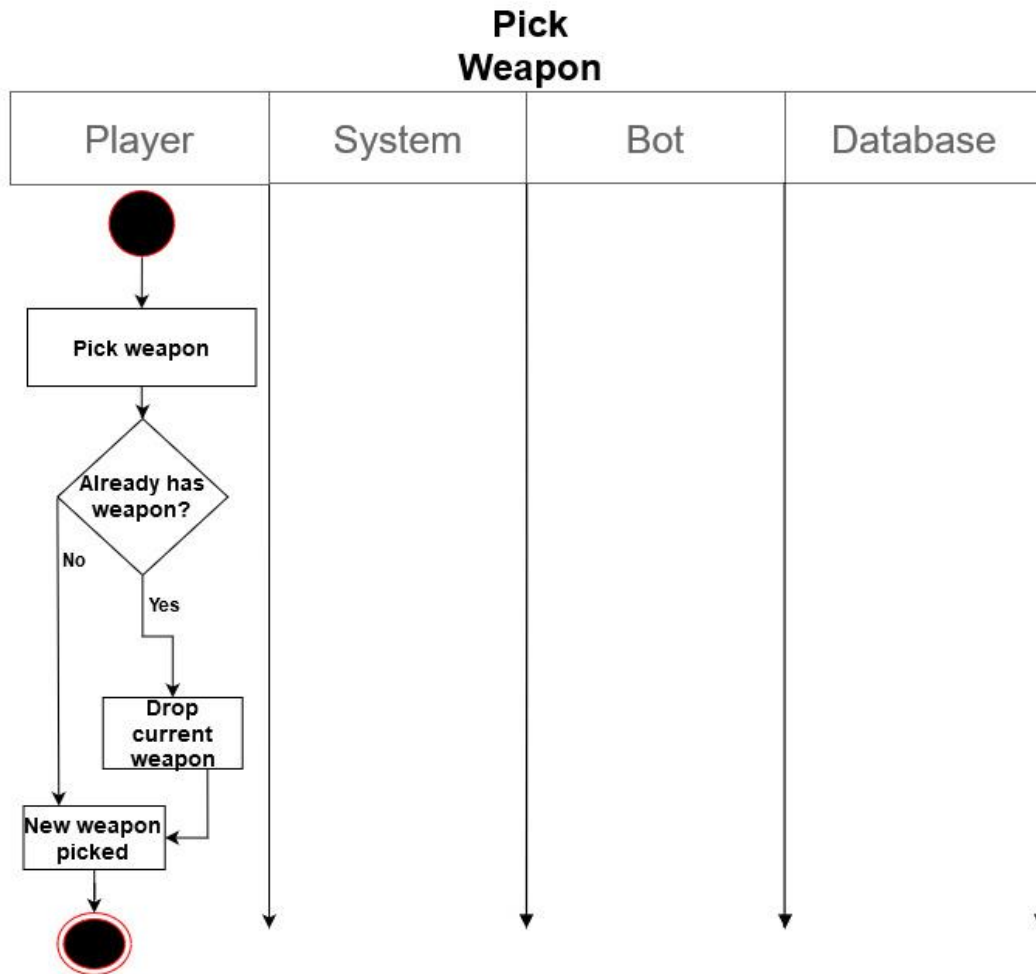 Pick
Weapon
Player
System
Bot
Database
Pick weapon
Already has
weapon?
No
Yes
Drop
current
weapon
New weapon
picked